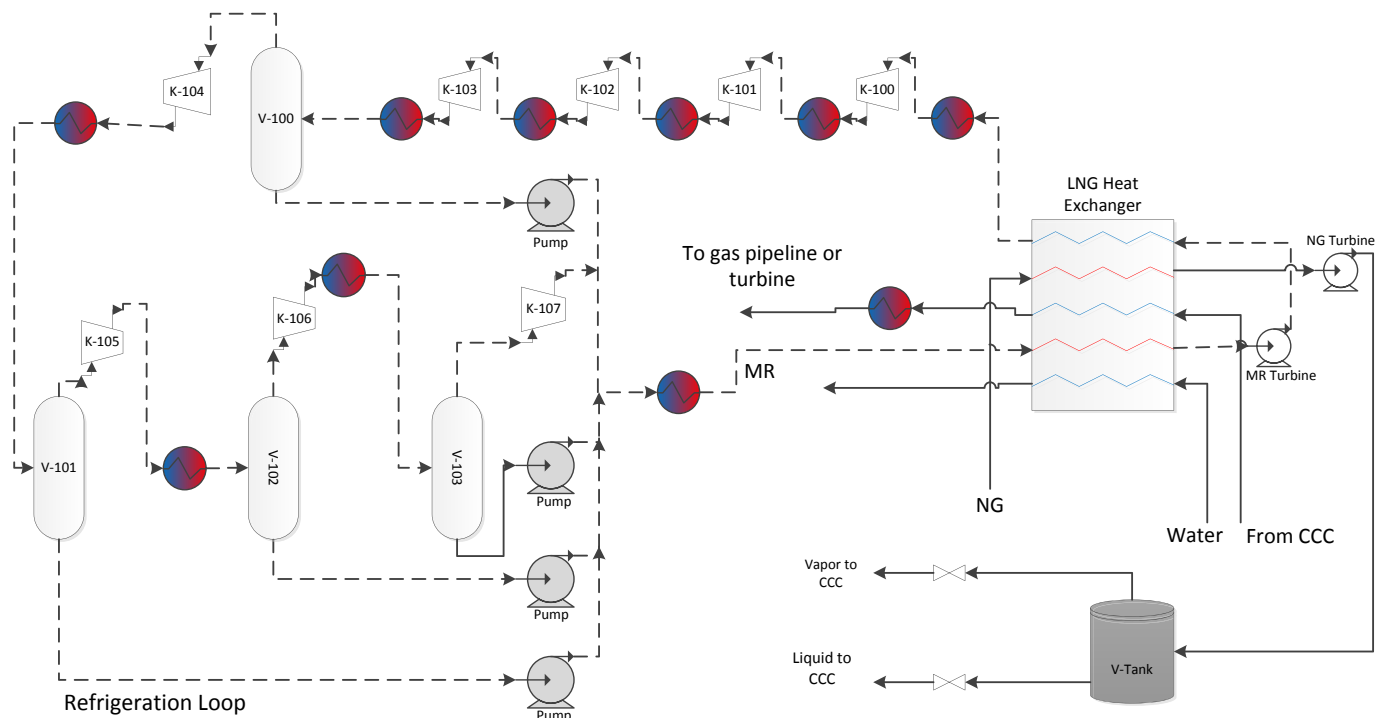 K-104
V-100
K-103
K-102
K-101
K-100
Pump
LNG Heat
Exchanger
NG Turbine
To gas pipeline or
turbine
K-106
K-107
K-105
MR
MR Turbine
V-101
V-102
V-103
Pump
NG
Water
From CCC
Vapor to
CCC
Pump
Liquid to
CCC
V-Tank
Refrigeration Loop
Pump